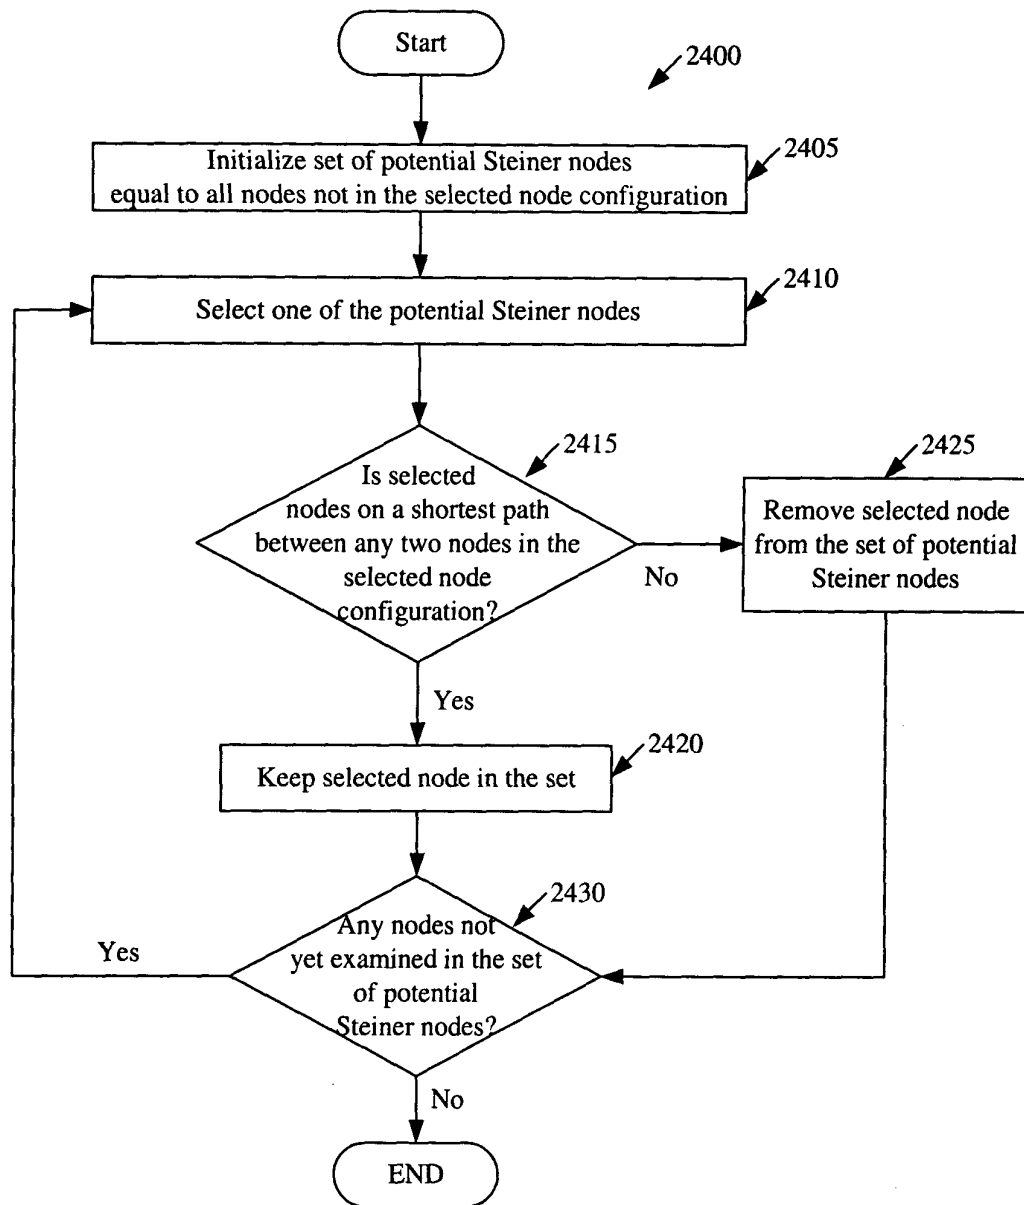 Start
2400
Initialize set of potential Steiner nodes
equal to all nodes not in the selected node configuration
2405
Select one of the potential Steiner nodes
2410
Is selected
nodes on a shortest path
between any two nodes in the
selected node
configuration?
2415
No
2425
Remove selected node
from the set of potential
Steiner nodes
Yes
Keep selected node in the set
2420
Any nodes not
yet examined in the set
of potential
Steiner nodes?
2430
Yes
No
END